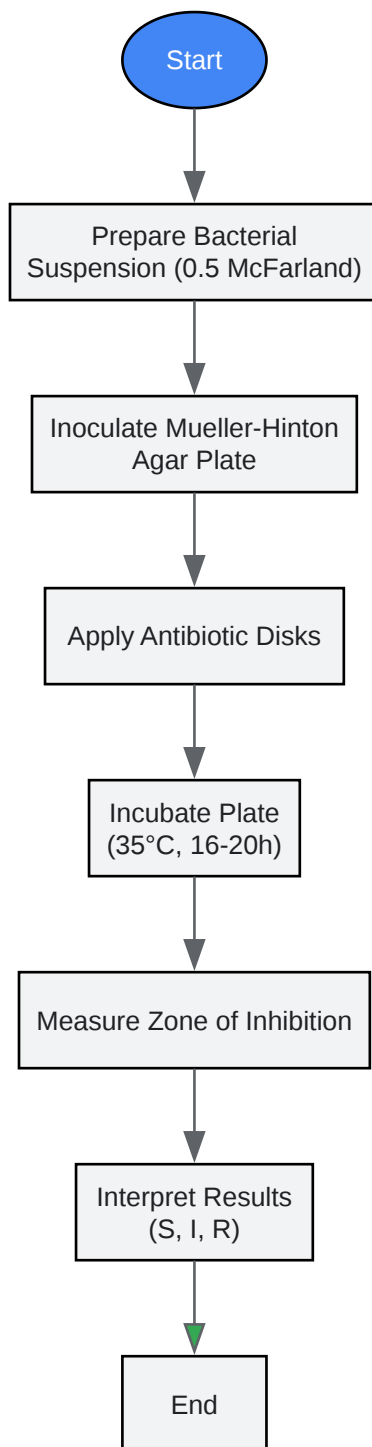 Start
Prepare Bacterial
Suspension (0.5 McFarland)
Inoculate Mueller-Hinton
Agar Plate
Apply Antibiotic Disks
Incubate Plate
(35°C, 16-20h)
Measure Zone of Inhibition
Interpret Results
(S, I, R)
End